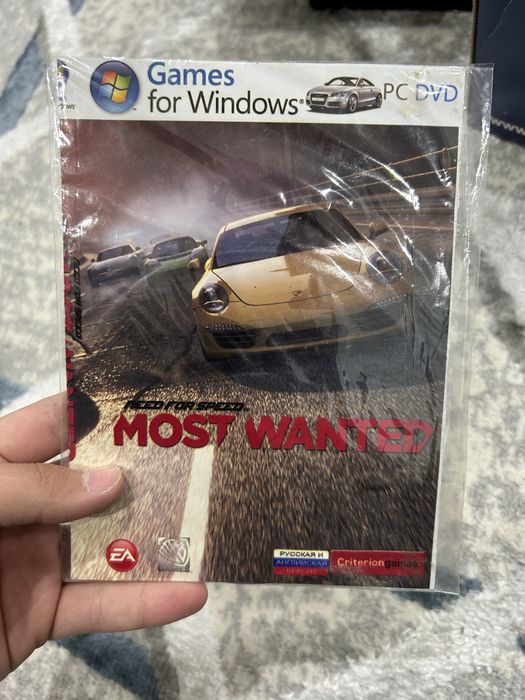 Games
for Windows®
PC DVD
NEED FOR SPEED
MOST WANTED
EA
РУССКАЯ И
АНГЛИЙСКАЯ
ВЕРСИИ
Criteriongames